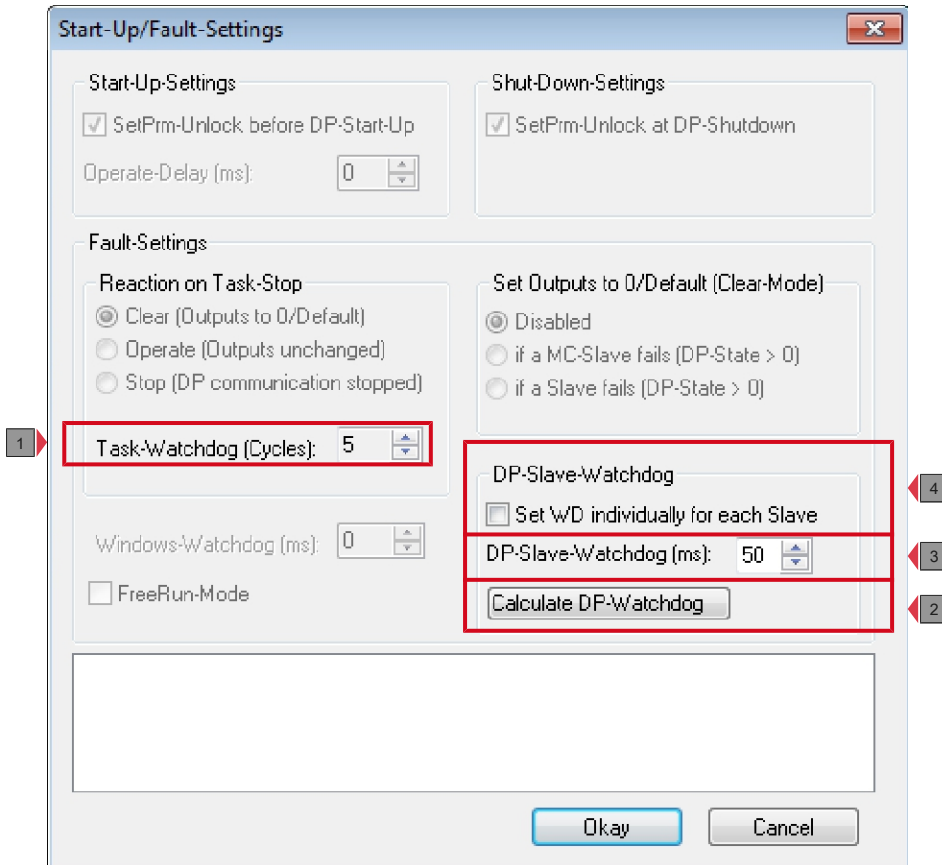 Start-Up/Fault-Settings
Start-Up-Settings
SetPrm-Unlock before DP-Start-Up
Operate-Delay (ms): 0
Shut-Down-Settings
SetPrm-Unlock at DP-Shutdown
Fault-Settings
Reaction on Task-Stop
Clear (Outputs to 0/Default)
Operate (Outputs unchanged)
Stop (DP communication stopped)
1
Task-Watchdog (Cycles): 5
Windows-Watchdog (ms): 0
FreeRun-Mode
Set Outputs to 0/Default (Clear-Mode)
Disabled
if a MC-Slave fails (DP-State > 0)
if a Slave fails (DP-State > 0)
DP-Slave-Watchdog
4
Set WD individually for each Slave
DP-Slave-Watchdog (ms): 50
3
Calculate DP-Watchdog
2
Okay
Cancel